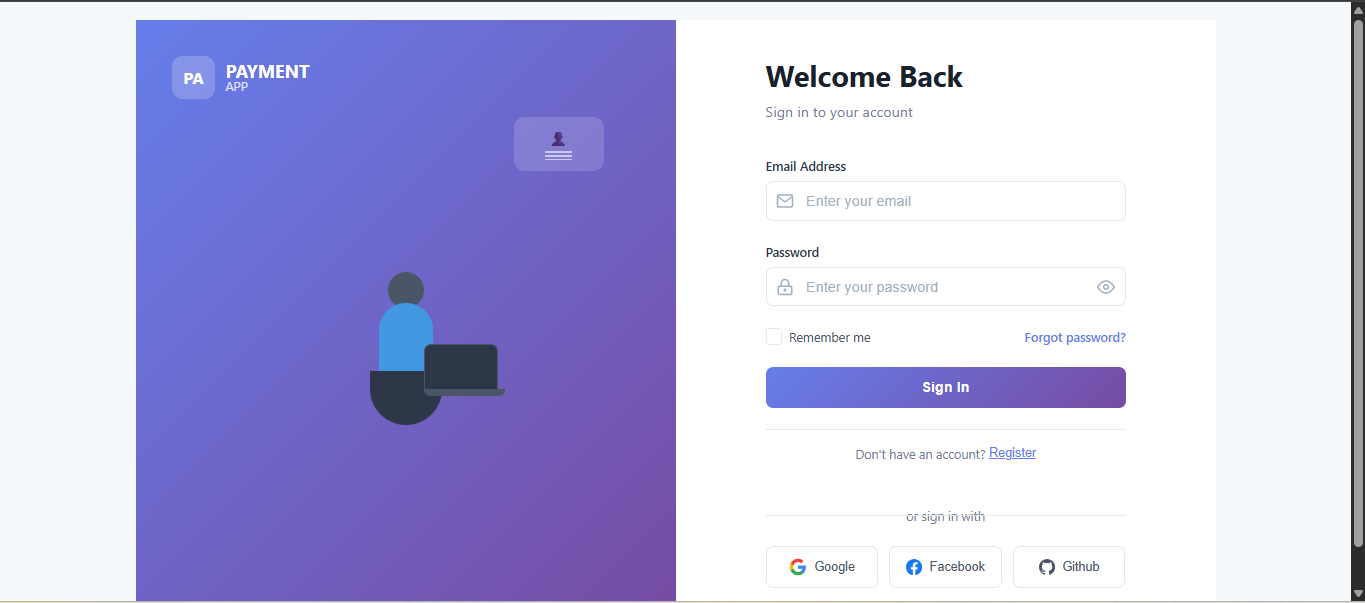 PA
PAYMENT
APP
Welcome Back
Sign in to your account
Email Address
Enter your email
Password
Enter your password
Remember me
Forgot password?
Sign In
Don't have an account? Register
or sign in with
Google
Facebook
Github